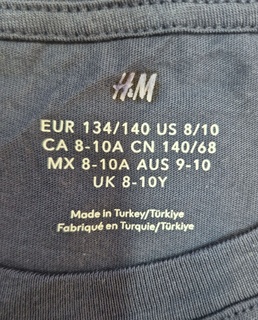 H&M
EUR 134/140 US 8/10
CA 8-10A CN 140/68
MX 8-10A AUS 9-10
UK 8-10Y
Made in Turkey/Türkiye
Fabriqué en Turquie/Türkiye